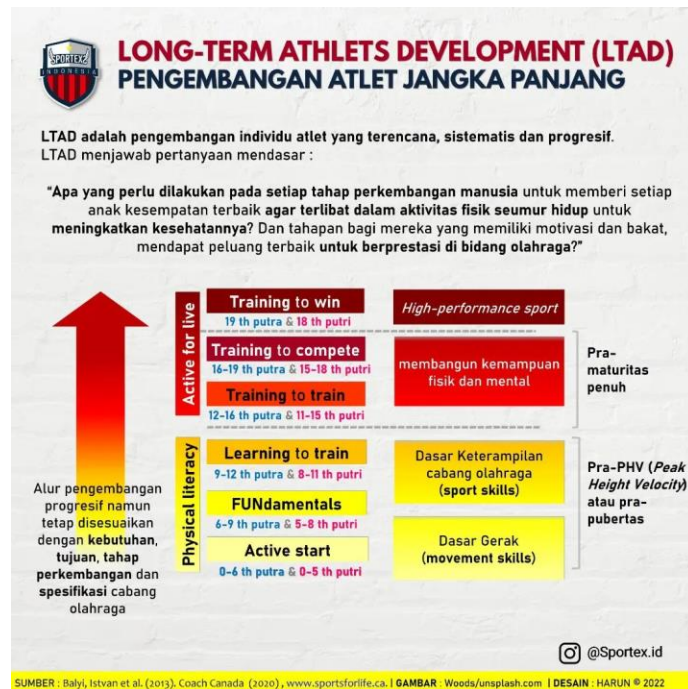 SPORTEX
INDONESIA
LONG-TERM ATHLETS DEVELOPMENT (LTAD)
PENGEMBANGAN ATLET JANGKA PANJANG
LTAD adalah pengembangan individu atlet yang terencana, sistematis dan progresif.
LTAD menjawab pertanyaan mendasar :
“Apa yang perlu dilakukan pada setiap tahap perkembangan manusia untuk memberi setiap
anak kesempatan terbaik agar terlibat dalam aktivitas fisik seumur hidup untuk
meningkatkan kesehatannya? Dan tahapan bagi mereka yang memiliki motivasi dan bakat,
mendapat peluang terbaik untuk berprestasi di bidang olahraga?”
Alur pengembangan
progresif namun
tetap disesuaikan
dengan kebutuhan,
tujuan, tahap
perkembangan dan
spesifikasi cabang
olahraga
Active for live
Training to win
19 th putra & 18 th putri
Training to compete
16-19 th putra & 15-18 th putri
Training to train
12-16 th putra & 11-15 th putri
High-performance sport
membangun kemampuan
fisik dan mental
Pra-
maturitas
penuh
Physical literacy
Learning to train
9-12 th putra & 8-11 th putri
FUNdamentals
6-9 th putra & 5-8 th putri
Active start
0-6 th putra & 0-5 th putri
Dasar Keterampilan
cabang olahraga
(sport skills)
Dasar Gerak
(movement skills)
Pra-PHV (Peak
Height Velocity)
atau pra-
pubertas
@Sportex.id
SUMBER : Balyi, Istvan et al. (2013). Coach Canada (2020) , www.sportsforlife.ca. | GAMBAR : Woods/unsplash.com | DESAIN : HARUN © 2022